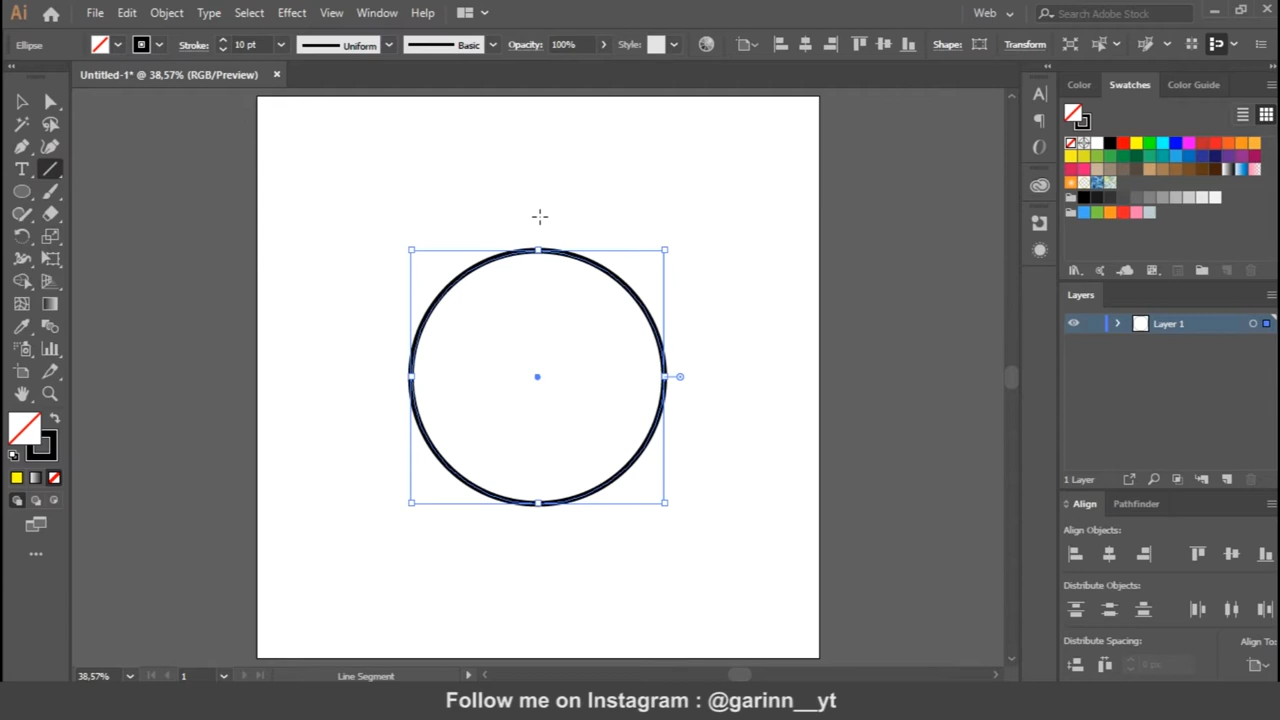 Ai File Edit Object Type Select Effect View Window Help Web Search Adobe Stock
Ellipse Stroke: 10 pt Uniform Basic Opacity: 100% Style: Shape: Transform
Untitled-1* @ 38,57% (RGB/Preview) ×
Color Swatches Color Guide
Layers
Layer 1
1 Layer
Align Pathfinder
Align Objects:
Distribute Objects:
Distribute Spacing: Align To:
0 px
38,57% 1 Line Segment
Follow me on Instagram : @garinn__yt